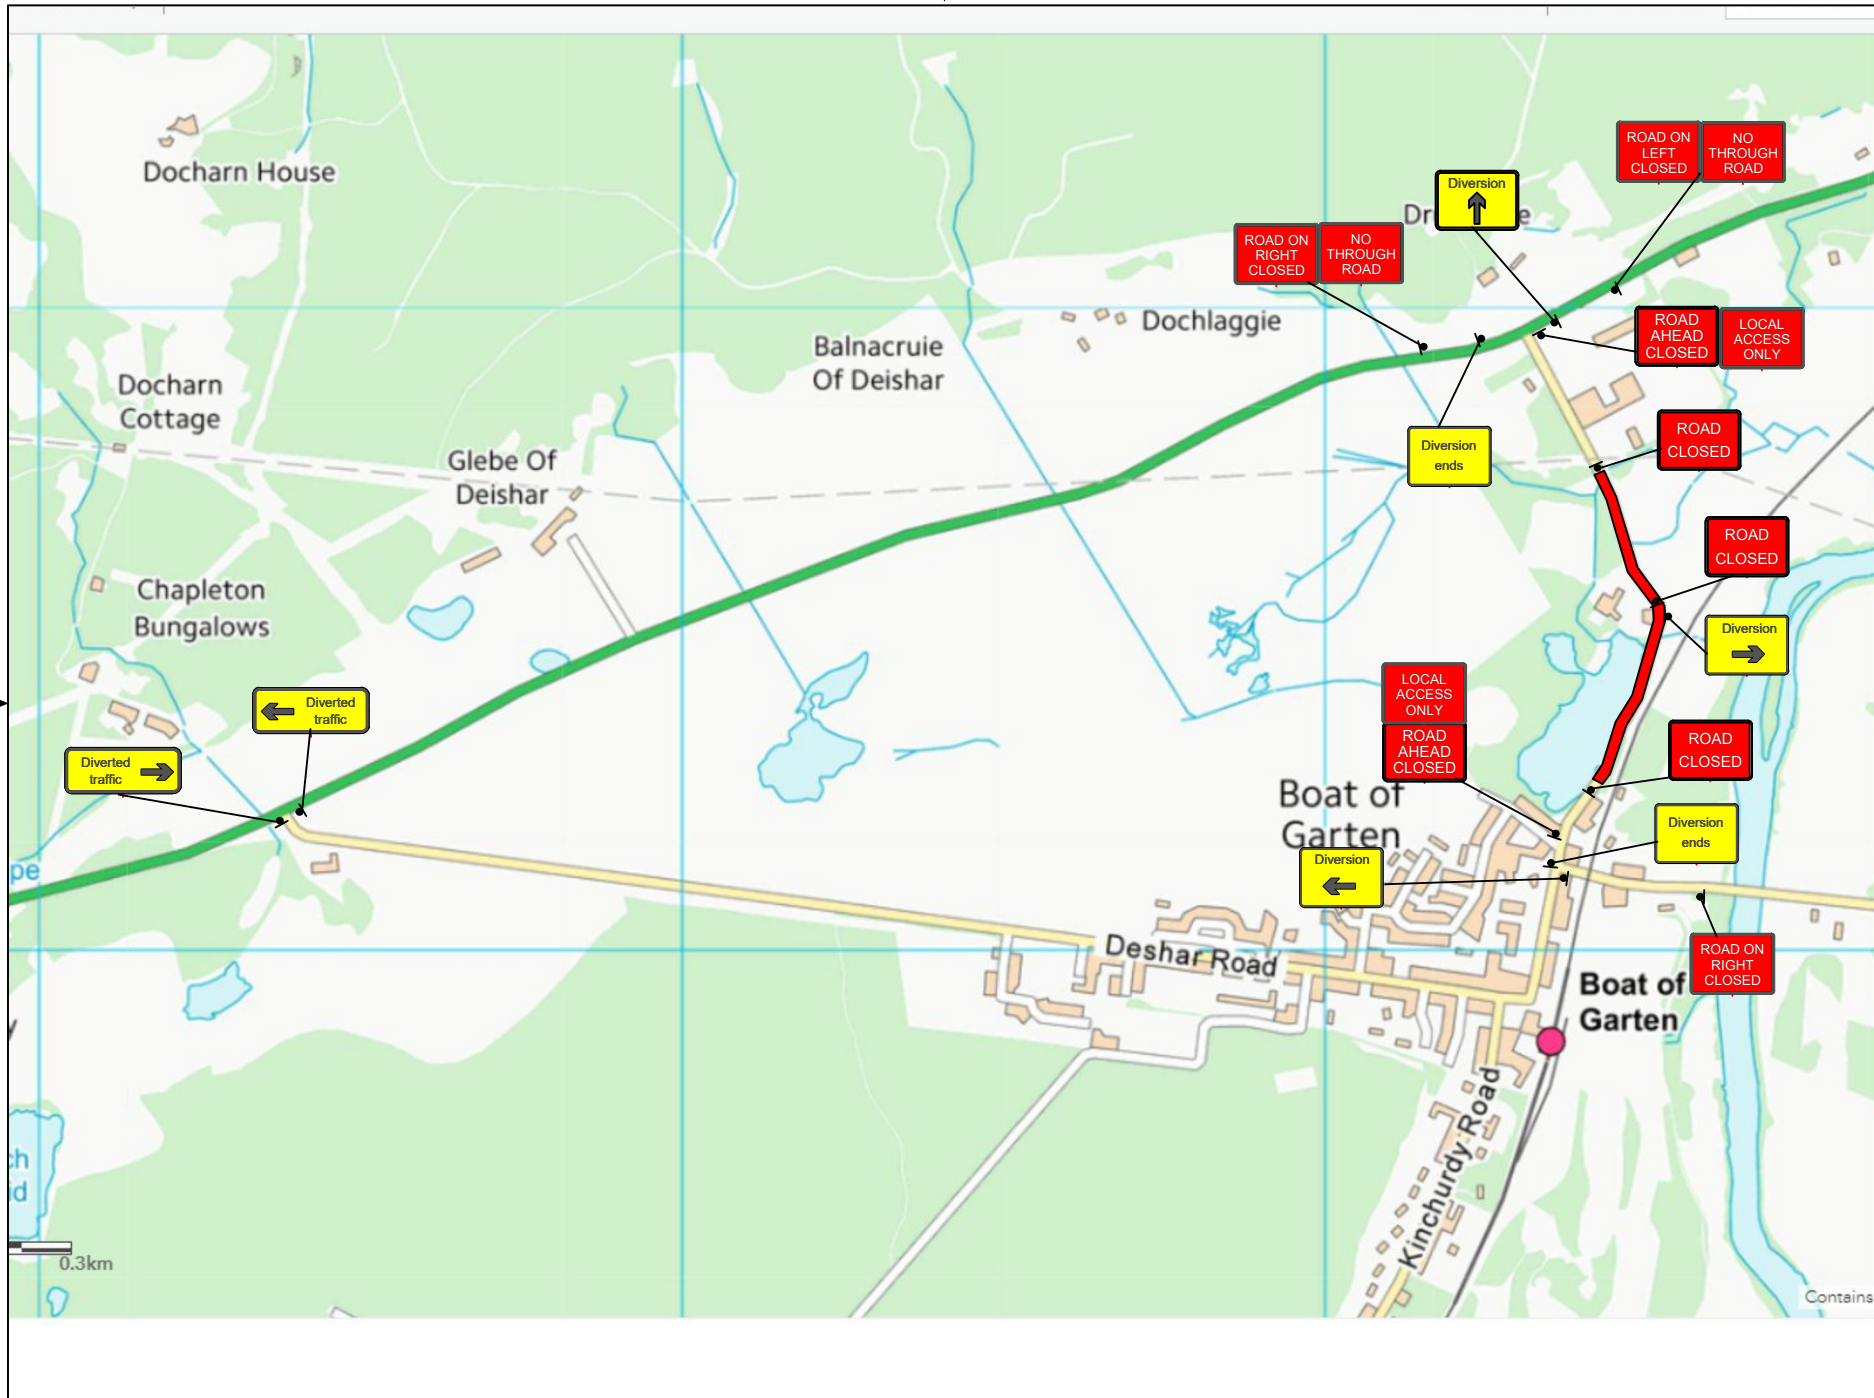 Docharn House
ROAD ON
LEFT
CLOSED
NO
THROUGH
ROAD
Diversion
ROAD ON
RIGHT
CLOSED
NO
THROUGH
ROAD
Dochlaggie
ROAD
AHEAD
CLOSED
LOCAL
ACCESS
ONLY
Balnacruie
Of Deishar
Docharn
Cottage
Glebe Of
Deishar
Diversion
ends
ROAD
CLOSED
ROAD
CLOSED
Chapleton
Bungalows
Diversion
LOCAL
ACCESS
ONLY
ROAD
AHEAD
CLOSED
Diverted
traffic
Diverted
traffic
ROAD
CLOSED
Boat of
Garten
Diversion
ends
Diversion
Deshar Road
ROAD ON
RIGHT
CLOSED
Boat of
Garten
Kinchurdy Road
0.3km
Contains